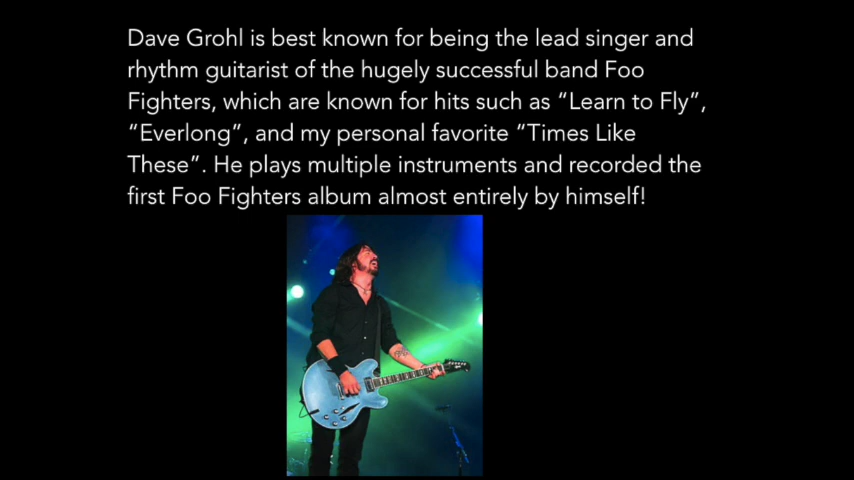 Dave Grohl is best known for being the lead singer and
rhythm guitarist of the hugely successful band Foo
Fighters, which are known for hits such as “Learn to Fly”,
“Everlong”, and my personal favorite “Times Like
These”. He plays multiple instruments and recorded the
first Foo Fighters album almost entirely by himself!